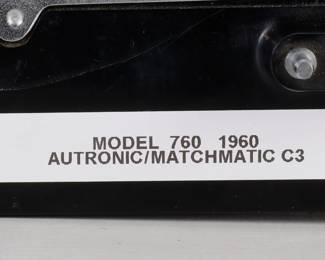 MODEL 760 1960
AUTRONIC/MATCHMATIC C3